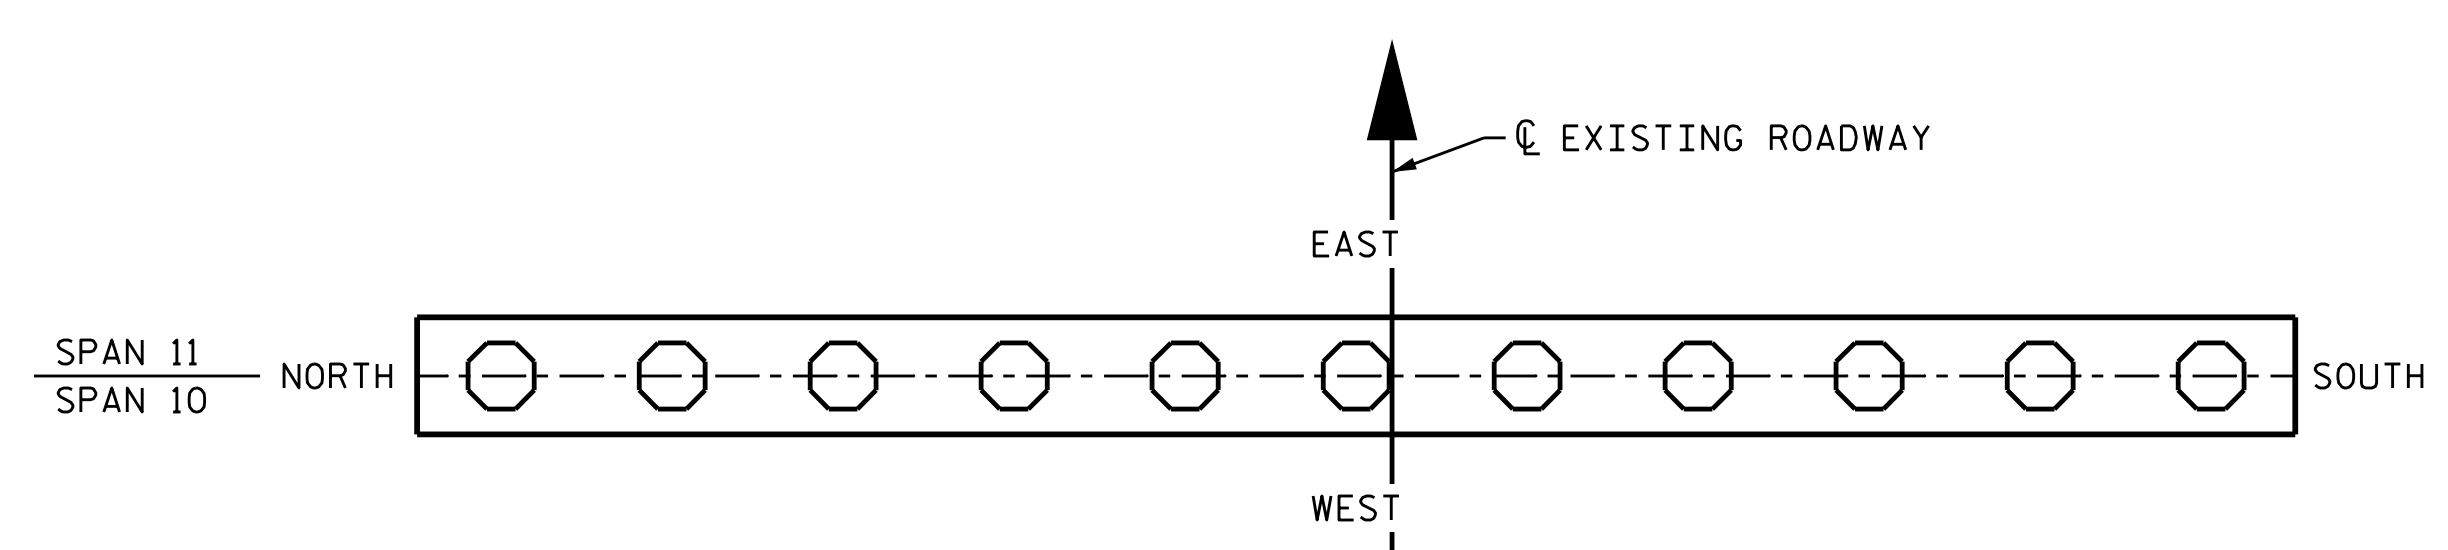 ℄ EXISTING ROADWAY
EAST
SPAN 11
NORTH
SOUTH
SPAN 10
WEST